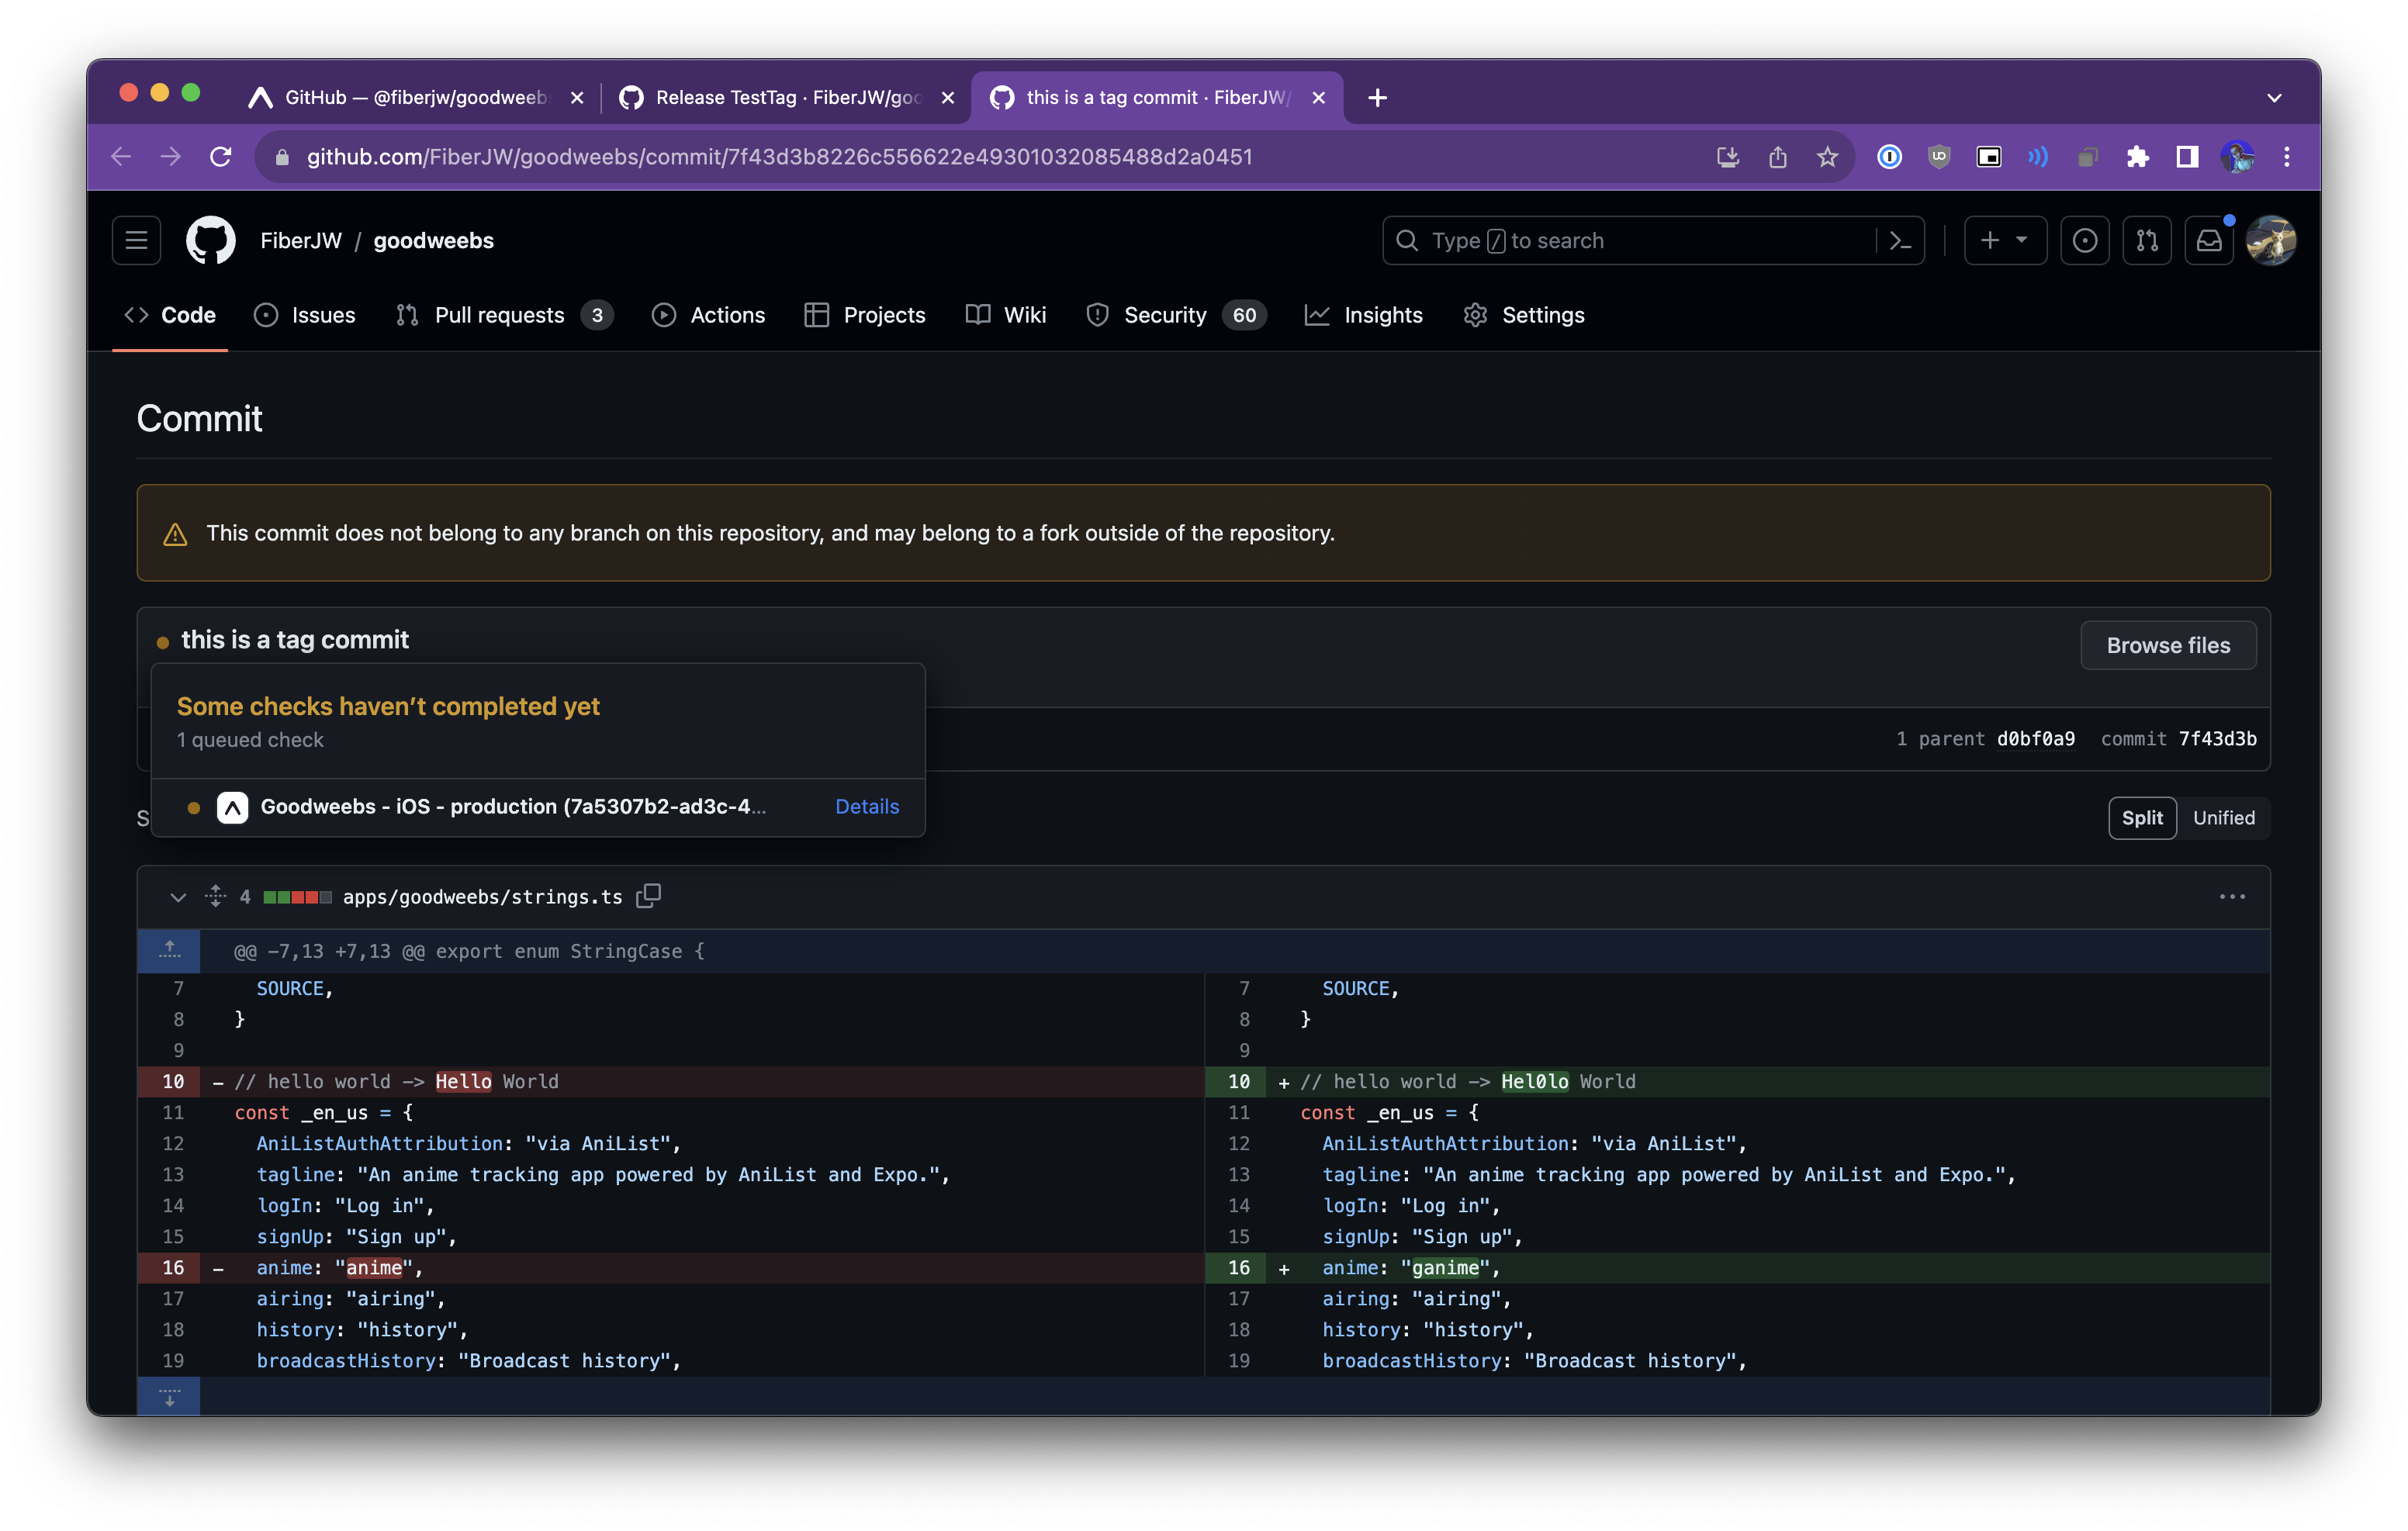 GitHub — @fiberjw/goodweeb
Release TestTag · FiberJW/goo
this is a tag commit · FiberJW/
github.com/FiberJW/goodweebs/commit/7f43d3b8226c556622e49301032085488d2a0451
FiberJW / goodweebs
Type / to search
Code
Issues
Pull requests 3
Actions
Projects
Wiki
Security 60
Insights
Settings
Commit
This commit does not belong to any branch on this repository, and may belong to a fork outside of the repository.
this is a tag commit
Browse files
Some checks haven’t completed yet
1 queued check
1 parent d0bf0a9 commit 7f43d3b
Goodweebs - iOS - production (7a5307b2-ad3c-4... Details
S
Split Unified
4 apps/goodweebs/strings.ts
@@ -7,13 +7,13 @@ export enum StringCase {
7 SOURCE,
8 }
9
10 - // hello world -> Hello World
11 const _en_us = {
12 AniListAuthAttribution: "via AniList",
13 tagline: "An anime tracking app powered by AniList and Expo.",
14 logIn: "Log in",
15 signUp: "Sign up",
16 - anime: "anime",
17 airing: "airing",
18 history: "history",
19 broadcastHistory: "Broadcast history",
7 SOURCE,
8 }
9
10 + // hello world -> Hel0lo World
11 const _en_us = {
12 AniListAuthAttribution: "via AniList",
13 tagline: "An anime tracking app powered by AniList and Expo.",
14 logIn: "Log in",
15 signUp: "Sign up",
16 + anime: "ganime",
17 airing: "airing",
18 history: "history",
19 broadcastHistory: "Broadcast history",